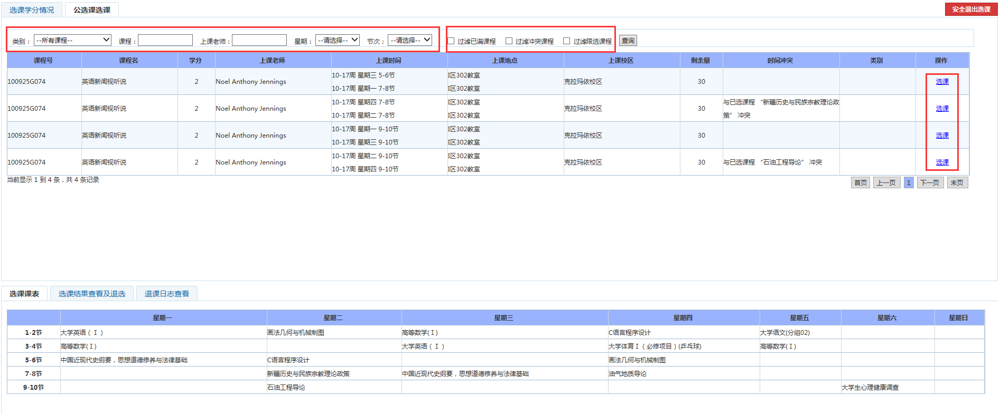 选课学分情况 公选课选课 安全退出选课
类别： --所有课程-- 课程： 上课老师： 星期： --请选择-- 节次： --请选择-- 过滤已满课程 过滤冲突课程 过滤限选课程 查询
课程号 课程名 学分 上课老师 上课时间 上课地点 上课校区 剩余量 时间冲突 类别 操作
100925G074 英语新闻视听说 2 Noel Anthony Jennings 10-17周 星期三 5-6节 I区302教室 克拉玛依校区 30 选课
10-17周 星期一 7-8节 I区302教室
100925G074 英语新闻视听说 2 Noel Anthony Jennings 10-17周 星期四 7-8节 I区302教室 克拉玛依校区 30 与已选课程 “新疆历史与民族宗教理论政 选课
10-17周 星期二 7-8节 I区302教室 策” 冲突
100925G074 英语新闻视听说 2 Noel Anthony Jennings 10-17周 星期一 9-10节 I区302教室 克拉玛依校区 30 选课
10-17周 星期三 9-10节 I区302教室
100925G074 英语新闻视听说 2 Noel Anthony Jennings 10-17周 星期二 9-10节 I区302教室 克拉玛依校区 30 与已选课程 “石油工程导论” 冲突 选课
10-17周 星期四 9-10节 I区302教室
当前显示 1 到 4 条，共 4 条记录 首页 上一页 1 下一页 末页
选课课表 选课结果查看及退选 退课日志查看
星期一 星期二 星期三 星期四 星期五 星期六 星期日
1-2节 大学英语（Ｉ） 画法几何与机械制图 高等数学(Ｉ) C语言程序设计 大学语文(分组02)
3-4节 高等数学(Ｉ) 大学英语（Ｉ） 大学体育Ｉ（必修项目）(乒乓球) 高等数学(Ｉ)
5-6节 中国近现代史纲要，思想道德修养与法律基础 C语言程序设计 画法几何与机械制图
7-8节 新疆历史与民族宗教理论政策 中国近现代史纲要，思想道德修养与法律基础 油气地质导论
9-10节 石油工程导论 大学生心理健康调查